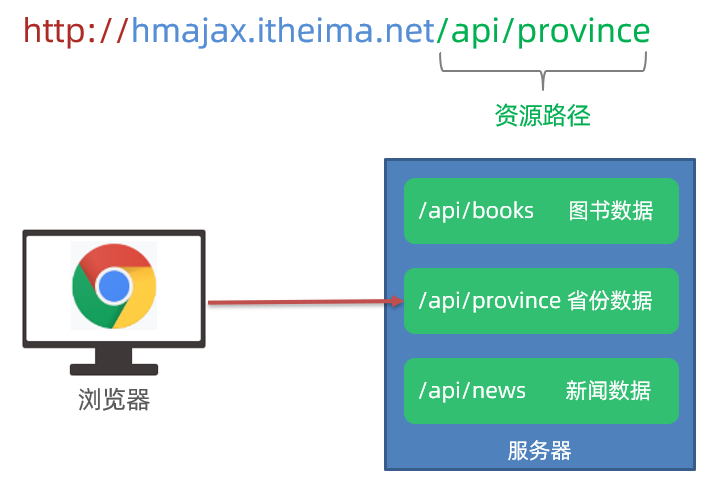 http://hmajax.itheima.net/api/province
资源路径
/api/books 图书数据
/api/province 省份数据
/api/news 新闻数据
浏览器
服务器